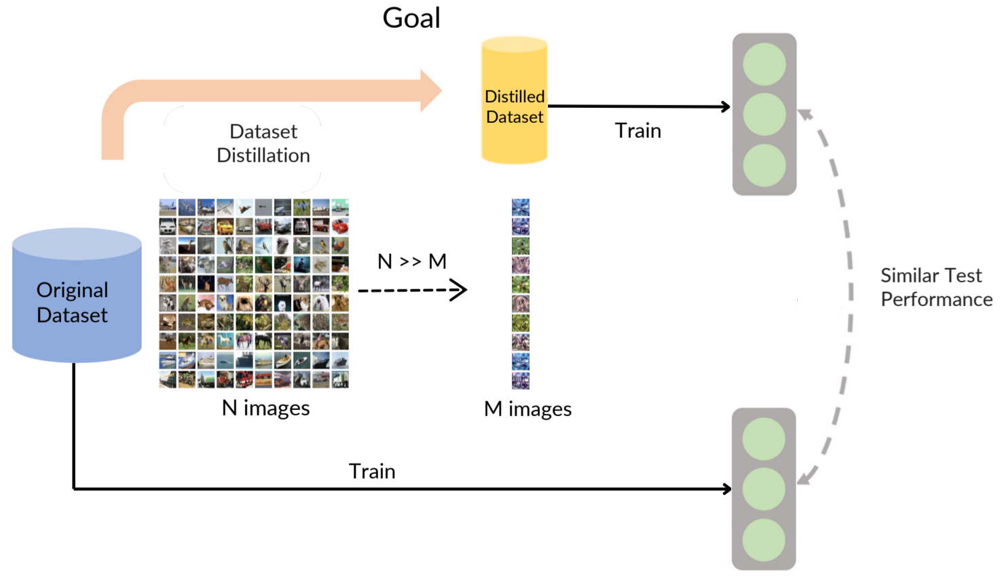 Goal
Distilled
Dataset
Train
Dataset
Distillation
N >> M
Original
Dataset
Similar Test
Performance
N images
M images
Train